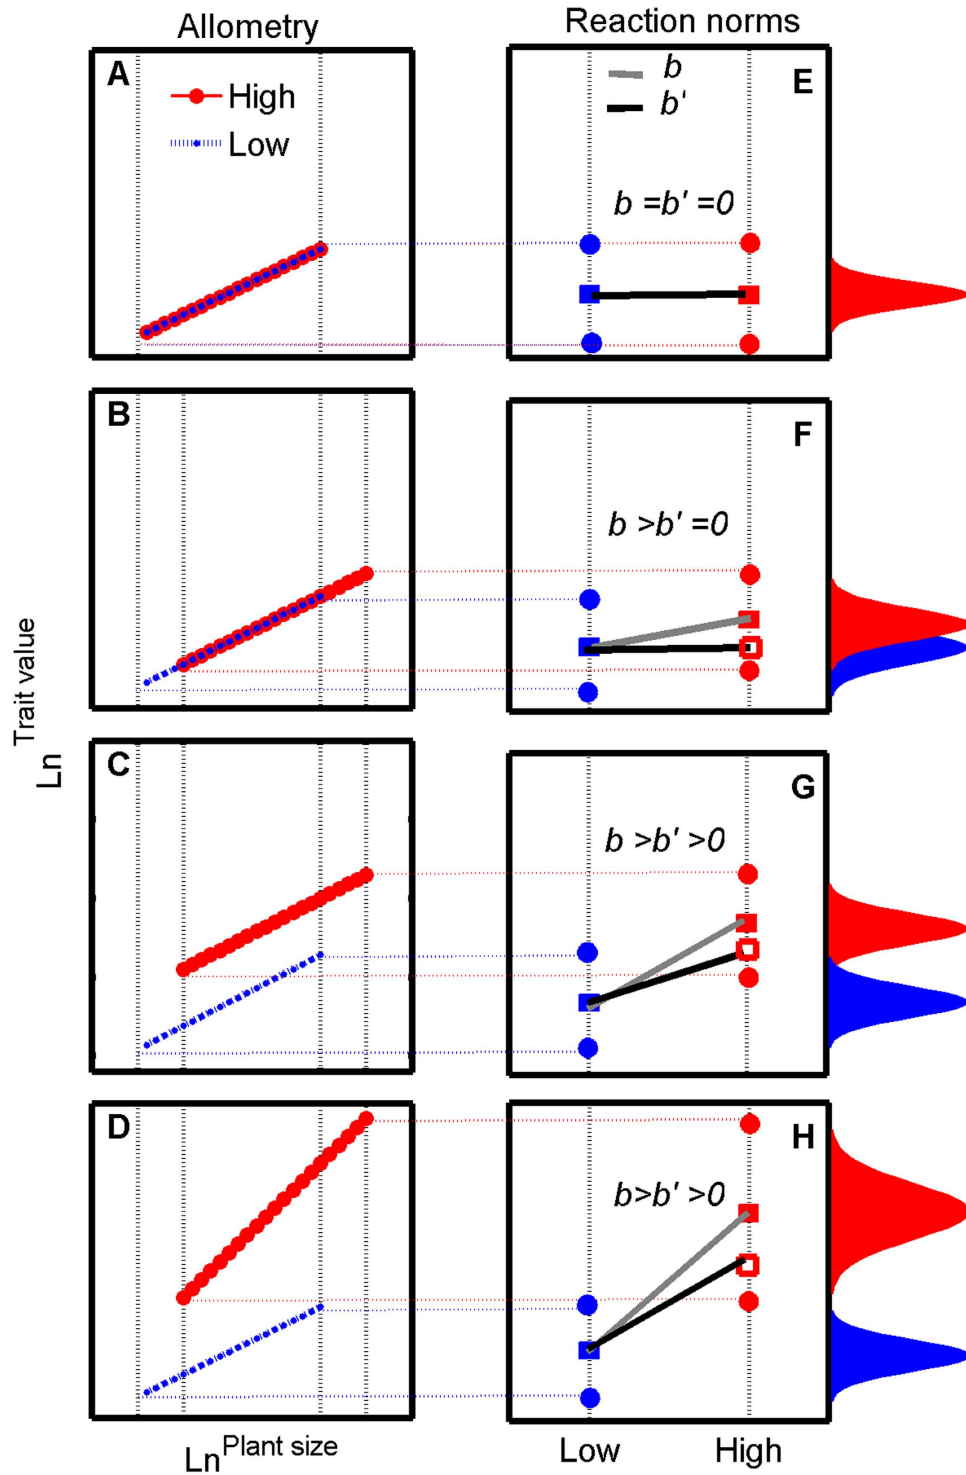 Allometry
Reaction norms
A
High
Low
b
b'
E
b =b' =0
B
F
b >b' =0
Ln Trait value
C
G
b >b' >0
D
H
b>b' >0
Ln Plant size
Low High